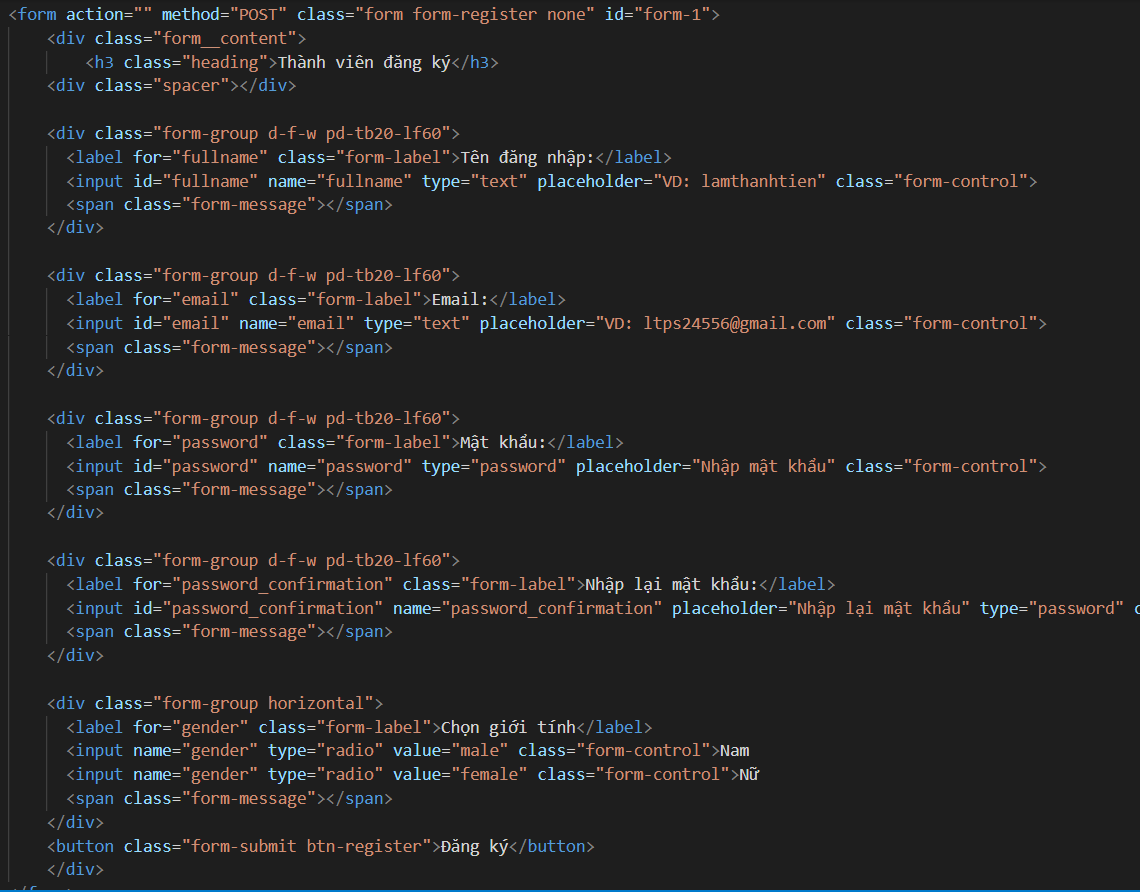 <form action="" method="POST" class="form form-register none" id="form-1">
<div class="form__content">
<h3 class="heading">Thành viên đăng ký</h3>
<div class="spacer"></div>
<div class="form-group d-f-w pd-tb20-lf60">
<label for="fullname" class="form-label">Tên đăng nhập:</label>
<input id="fullname" name="fullname" type="text" placeholder="VD: lamthanhtien" class="form-control">
<span class="form-message"></span>
</div>
<div class="form-group d-f-w pd-tb20-lf60">
<label for="email" class="form-label">Email:</label>
<input id="email" name="email" type="text" placeholder="VD: ltps24556@gmail.com" class="form-control">
<span class="form-message"></span>
</div>
<div class="form-group d-f-w pd-tb20-lf60">
<label for="password" class="form-label">Mật khẩu:</label>
<input id="password" name="password" type="password" placeholder="Nhập mật khẩu" class="form-control">
<span class="form-message"></span>
</div>
<div class="form-group d-f-w pd-tb20-lf60">
<label for="password_confirmation" class="form-label">Nhập lại mật khẩu:</label>
<input id="password_confirmation" name="password_confirmation" placeholder="Nhập lại mật khẩu" type="password"
<span class="form-message"></span>
</div>
<div class="form-group horizontal">
<label for="gender" class="form-label">Chọn giới tính</label>
<input name="gender" type="radio" value="male" class="form-control">Nam
<input name="gender" type="radio" value="female" class="form-control">Nữ
<span class="form-message"></span>
</div>
<button class="form-submit btn-register">Đăng ký</button>
</div>